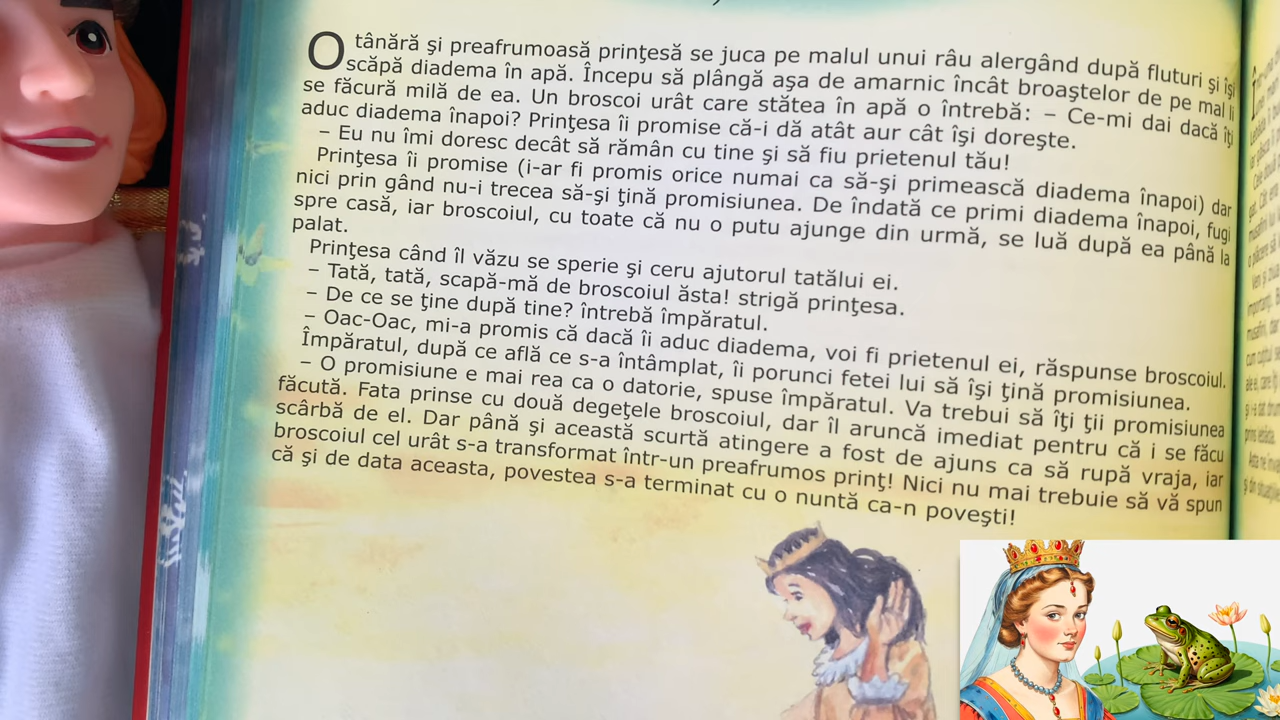 O tânără şi preafrumoasă prinţesă se juca pe malul unui râu alergând după fluturi şi îşi
scăpă diadema în apă. Începu să plângă aşa de amarnic încât broaştelor de pe mal li
se făcură milă de ea. Un broscoi urât care stătea în apă o întrebă: – Ce-mi dai dacă îţi
aduc diadema înapoi? Prinţesa îi promise că-i dă atât aur cât îşi doreşte.
– Eu nu îmi doresc decât să rămân cu tine şi să fiu prietenul tău!
Prinţesa îi promise (i-ar fi promis orice numai ca să-şi primească diadema înapoi) dar
nici prin gând nu-i trecea să-şi ţină promisiunea. De îndată ce primi diadema înapoi, fugi
spre casă, iar broscoiul, cu toate că nu o putu ajunge din urmă, se luă după ea până la
palat.
Prinţesa când îl văzu se sperie şi ceru ajutorul tatălui ei.
– Tată, tată, scapă-mă de broscoiul ăsta! strigă prinţesa.
– De ce se ţine după tine? întrebă împăratul.
– Oac-Oac, mi-a promis că dacă îi aduc diadema, voi fi prietenul ei, răspunse broscoiul.
Împăratul, după ce află ce s-a întâmplat, îi porunci fetei lui să îşi ţină promisiunea.
– O promisiune e mai rea ca o datorie, spuse împăratul. Va trebui să îţi ţii promisiunea
făcută. Fata prinse cu două degeţele broscoiul, dar îl aruncă imediat pentru că i se făcu
scârbă de el. Dar până şi această scurtă atingere a fost de ajuns ca să rupă vraja, iar
broscoiul cel urât s-a transformat într-un preafrumos prinţ! Nici nu mai trebuie să vă spun
că şi de data aceasta, povestea s-a terminat cu o nuntă ca-n poveşti!